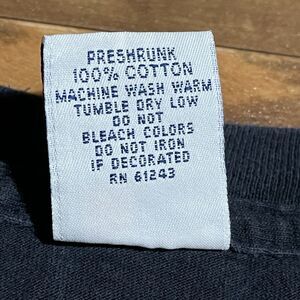 PRESHRUNK
100% COTTON
MACHINE WASH WARM
TUMBLE DRY LOW
DO NOT
BLEACH COLORS
DO NOT IRON
IF DECORATED
RN 61243